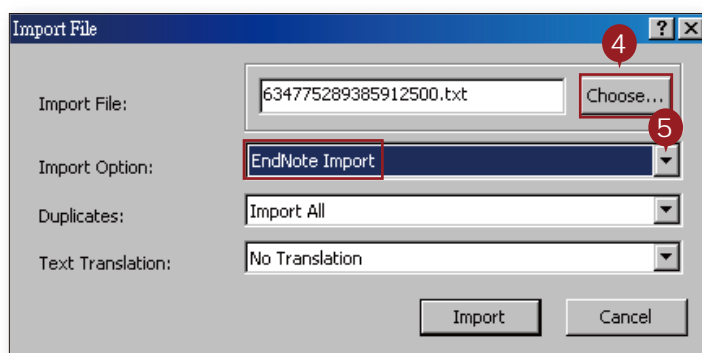 Import File
? X
4
Import File: 634775289385912500.txt Choose...
5
Import Option: EndNote Import
Duplicates: Import All
Text Translation: No Translation
Import Cancel